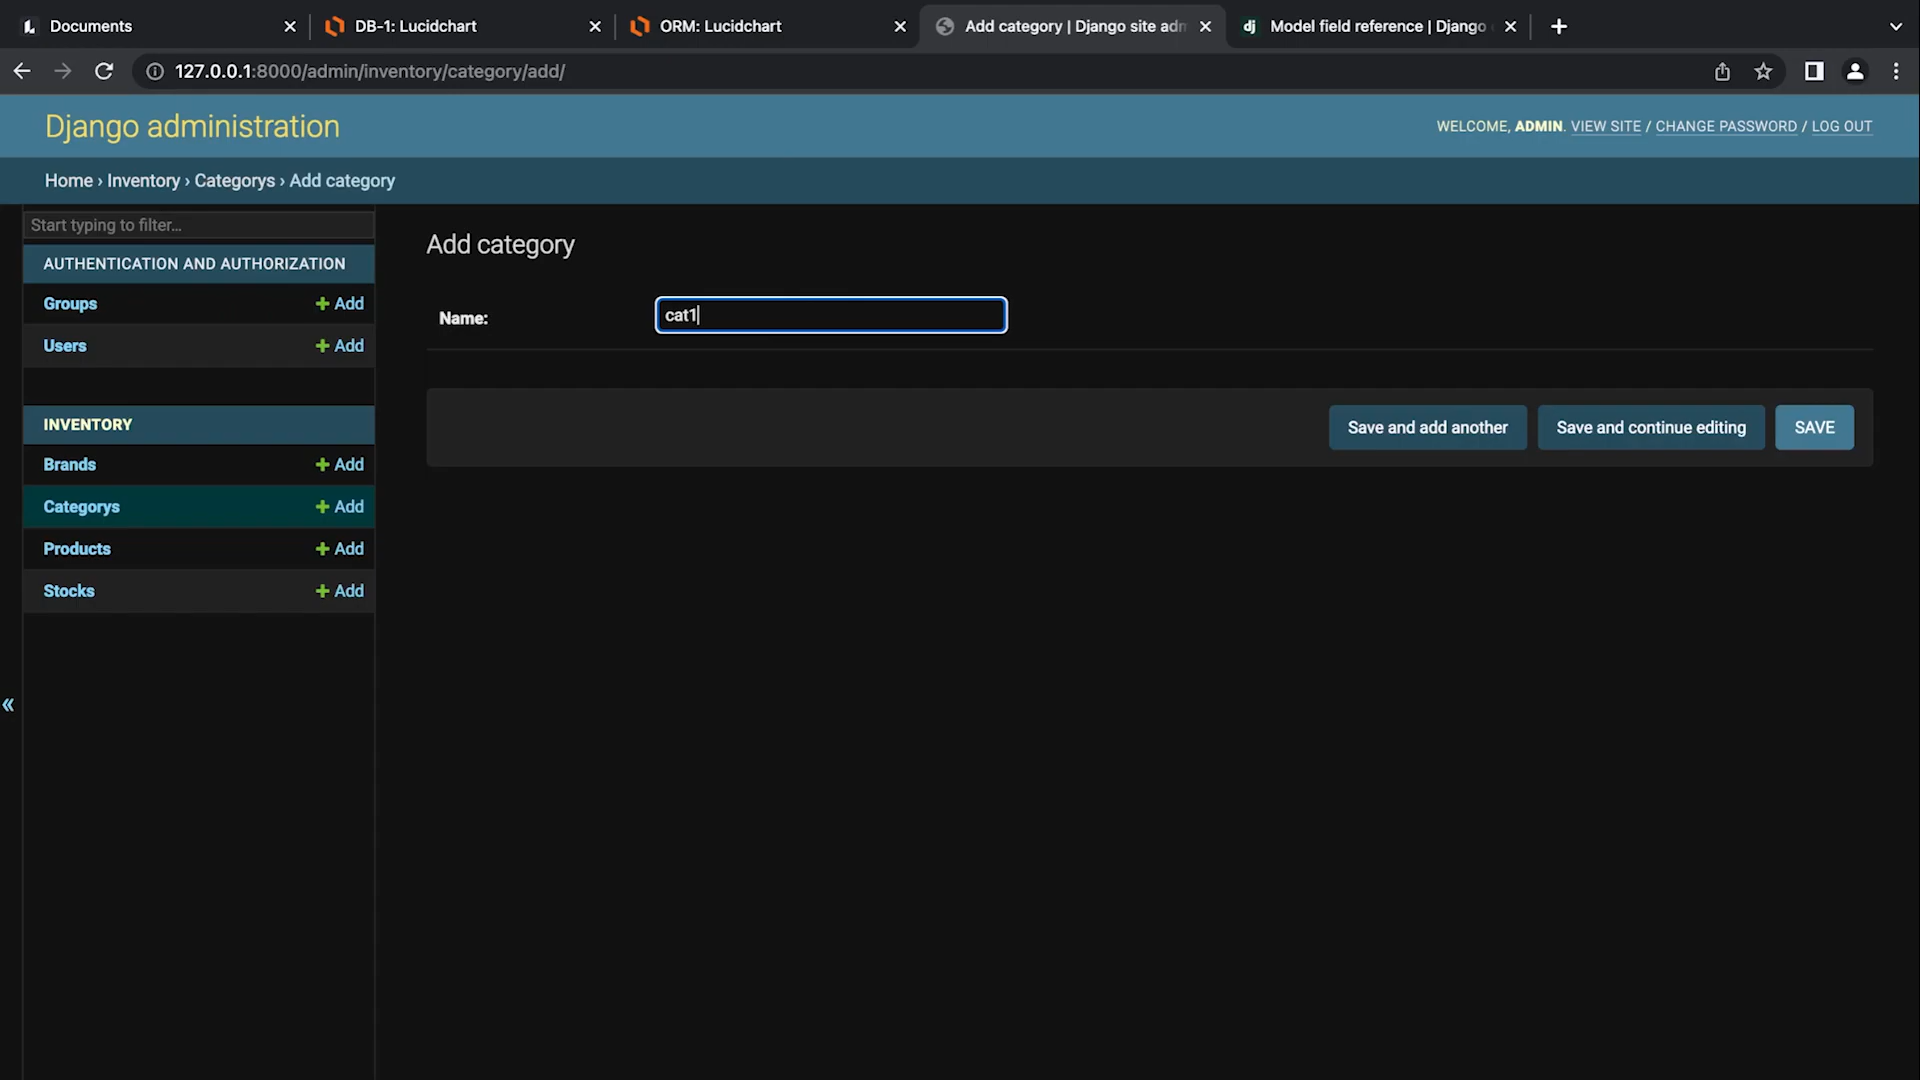 Documents
DB-1: Lucidchart
ORM: Lucidchart
Add category | Django site adm
Model field reference | Django
127.0.0.1:8000/admin/inventory/category/add/
Django administration
WELCOME, ADMIN. VIEW SITE / CHANGE PASSWORD / LOG OUT
Home › Inventory › Categorys › Add category
Start typing to filter...
AUTHENTICATION AND AUTHORIZATION
Groups + Add
Users + Add
INVENTORY
Brands + Add
Categorys + Add
Products + Add
Stocks + Add
«
Add category
Name: cat1
Save and add another
Save and continue editing
SAVE